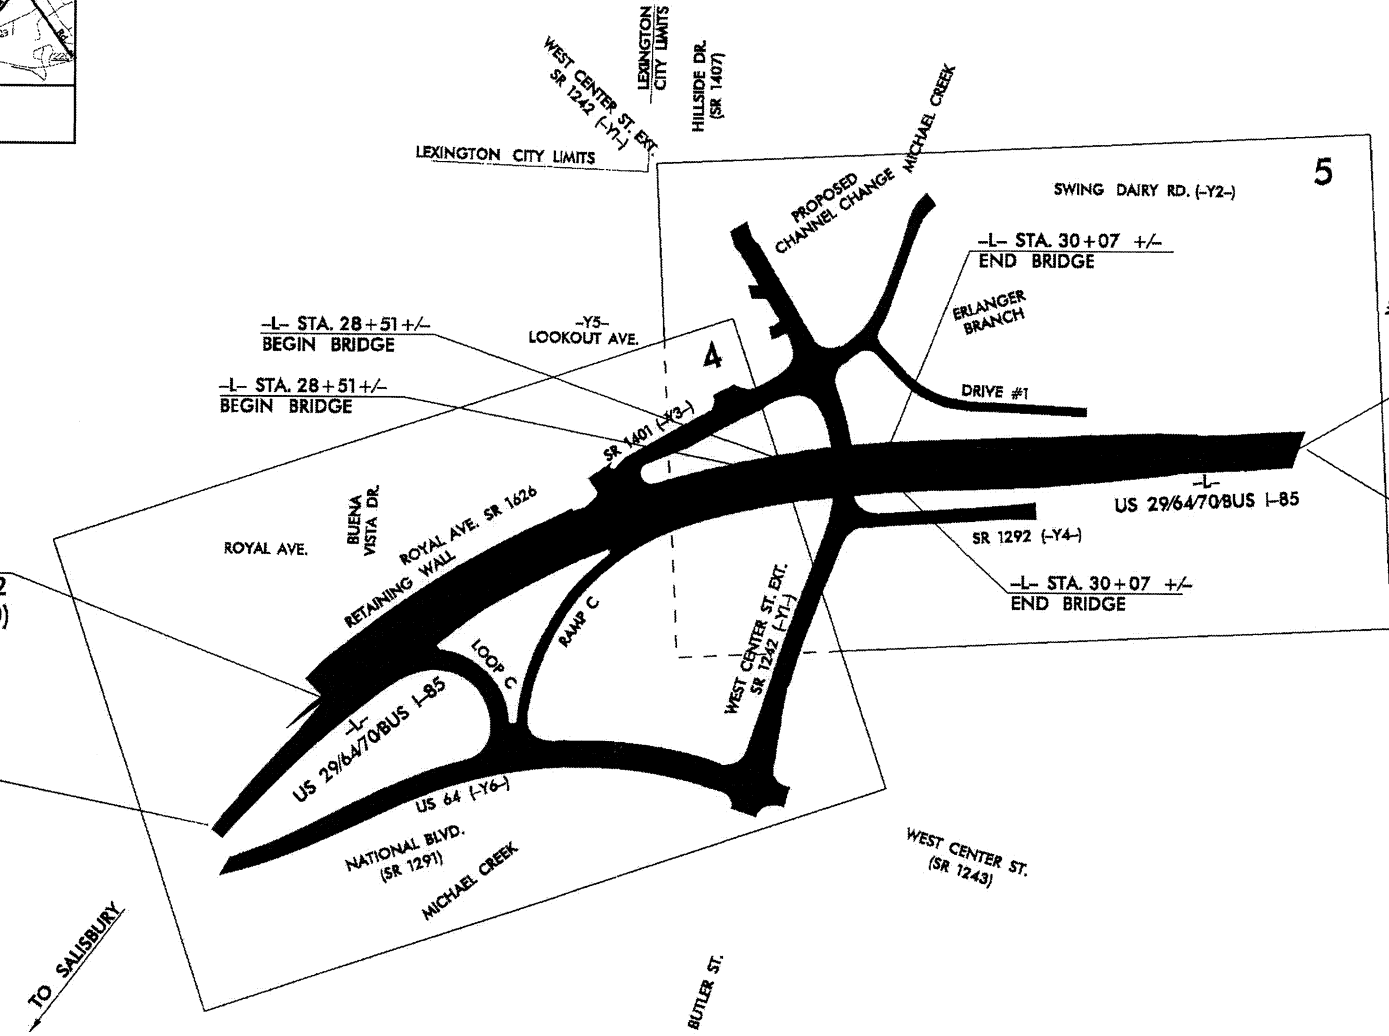 Rd.
WEST CENTER ST. EXT.
SR 1242 (-Y1-)
LEXINGTON
CITY LIMITS
HILLSIDE DR.
(SR 1407)
MICHAEL CREEK
LEXINGTON CITY LIMITS
PROPOSED
CHANNEL CHANGE
5
SWING DAIRY RD. (-Y2-)
-L- STA. 30+07 +/-
END BRIDGE
ERLANGER
BRANCH
-L- STA. 28+51+/-
BEGIN BRIDGE
-Y5-
LOOKOUT AVE.
4
-L- STA. 28+51+/-
BEGIN BRIDGE
DRIVE #1
SR 1401 (-Y3-)
-L-
US 29/64/70/BUS I-85
ROYAL AVE.
BUENA
VISTA DR.
ROYAL AVE. SR 1626
RETAINING WALL
SR 1292 (-Y4-)
-L- STA. 30+07 +/-
END BRIDGE
2
)
RAMP C
LOOP C
WEST CENTER ST. EXT.
SR 1242 (-Y1-)
-L-
US 29/64/70/BUS I-85
US 64 (-Y6-)
NATIONAL BLVD.
(SR 1291)
MICHAEL CREEK
WEST CENTER ST.
(SR 1243)
TO SALISBURY
BUTLER ST.